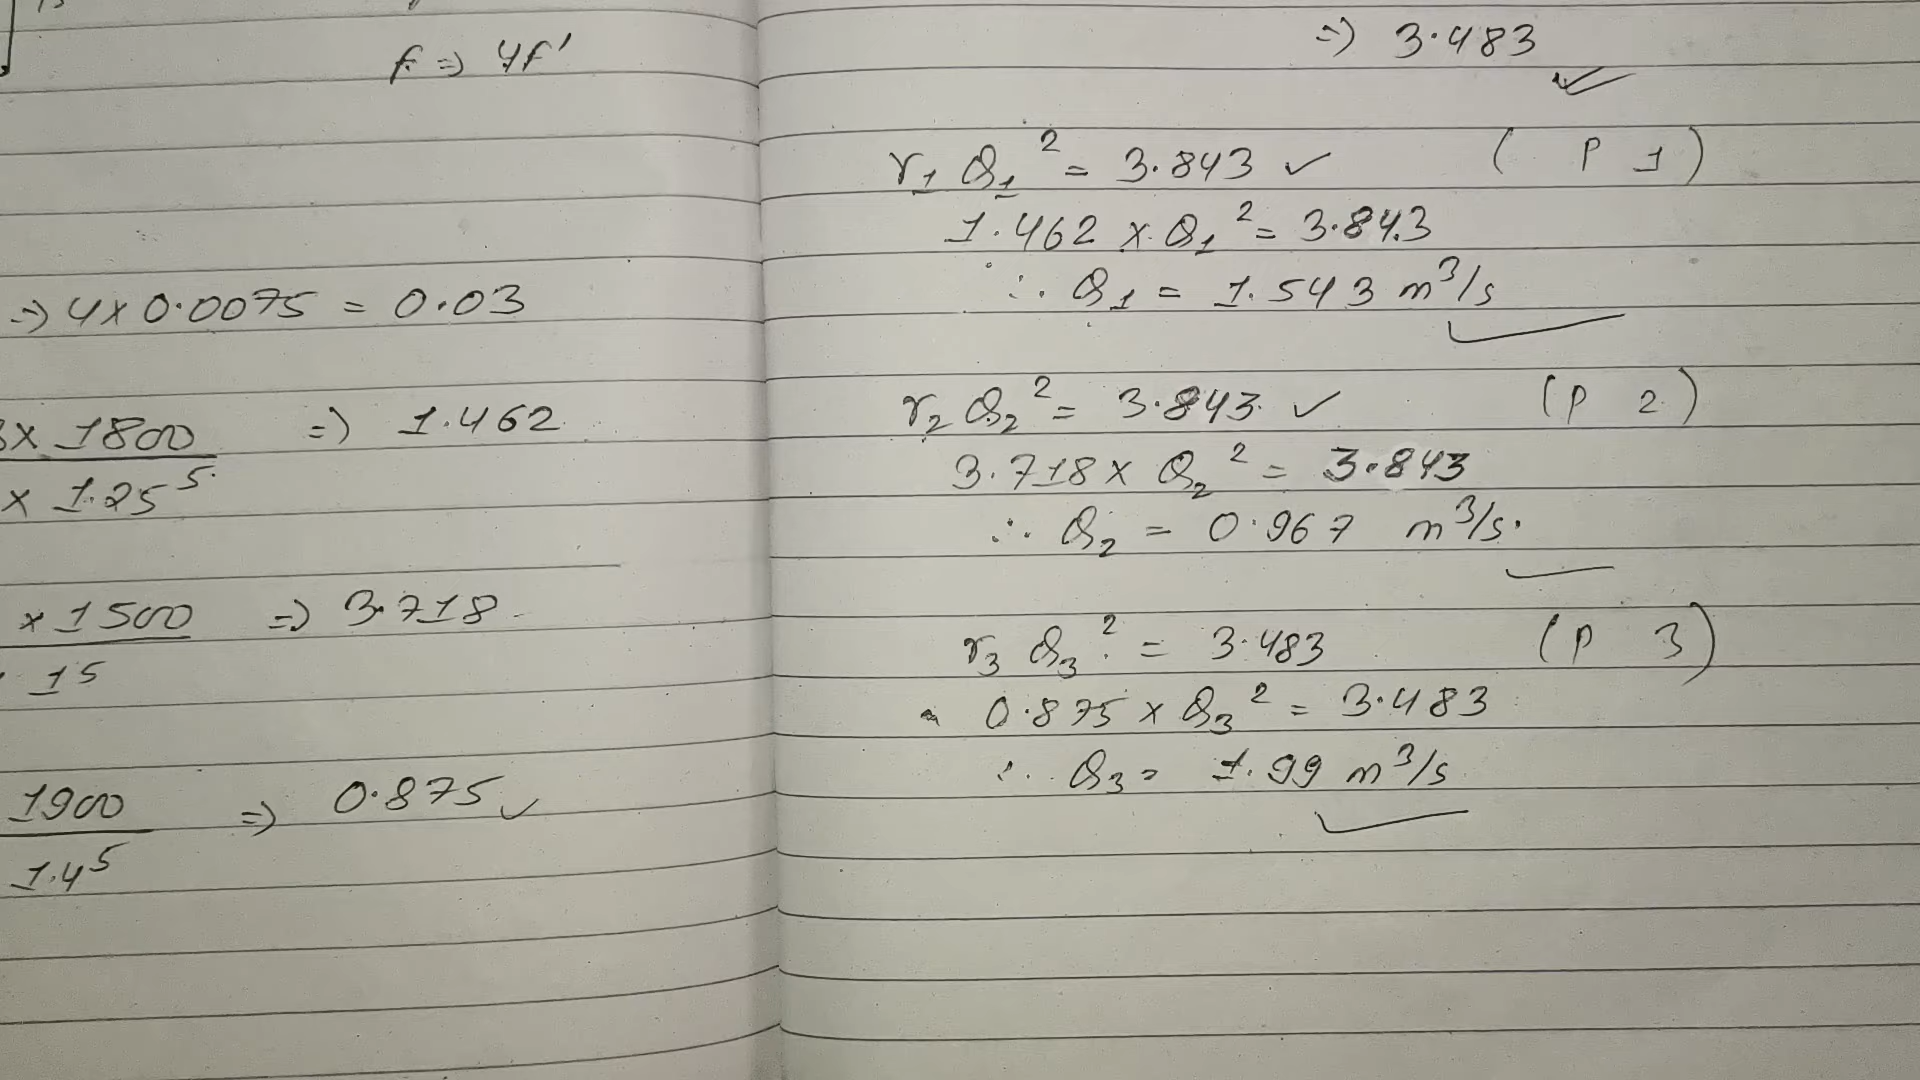 f => 4f'
=> 4 x 0.0075 = 0.03
3 x 1800 => 1.462
x 1.25^5
x 1500 => 3.718
1^5
1900 => 0.875 ✓
1.4^5
=> 3.483
r1 Q1^2 = 3.843 ✓ ( P 1 )
1.462 x Q1^2 = 3.843
∴ Q1 = 1.543 m^3/s
r2 Q2^2 = 3.843 ✓ ( P 2 )
3.718 x Q2^2 = 3.843
∴ Q2 = 0.967 m^3/s.
r3 Q3^2 = 3.483 ( P 3 )
0.875 x Q3^2 = 3.483
∴ Q3 = 1.99 m^3/s